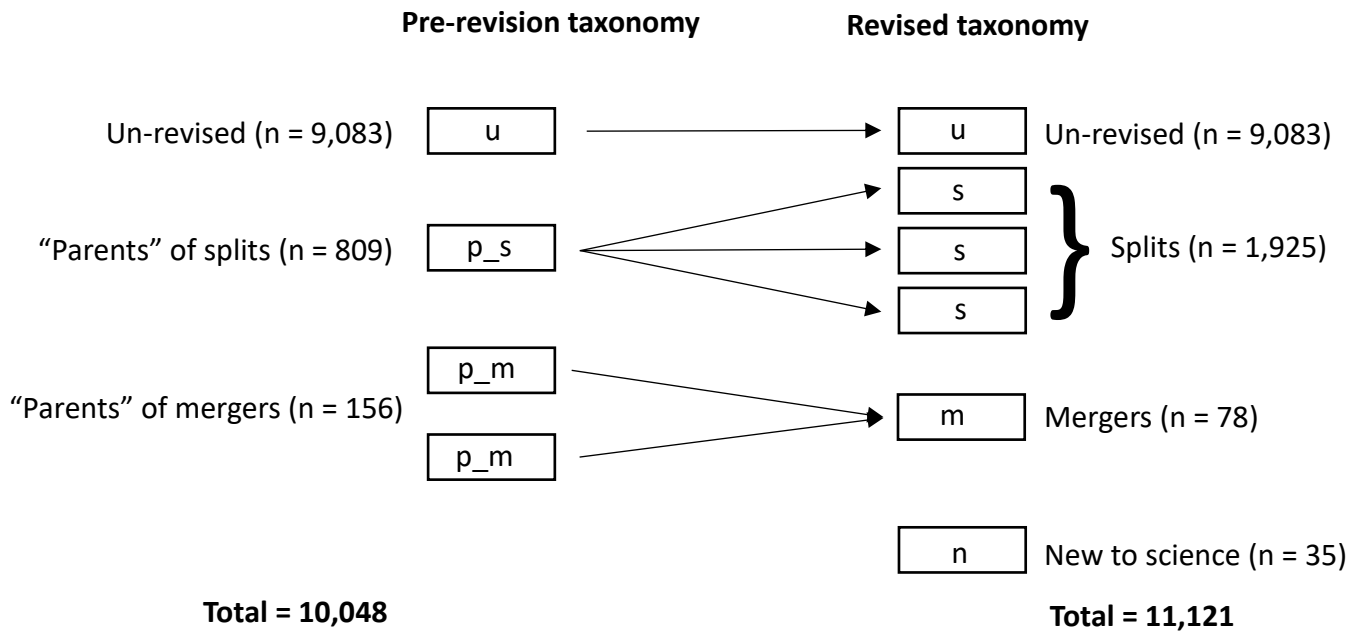 Pre-revision taxonomy
Revised taxonomy
Un-revised (n = 9,083)
u
u
Un-revised (n = 9,083)
s
“Parents” of splits (n = 809)
p_s
s
Splits (n = 1,925)
s
p_m
“Parents” of mergers (n = 156)
m
Mergers (n = 78)
p_m
n
New to science (n = 35)
Total = 10,048
Total = 11,121